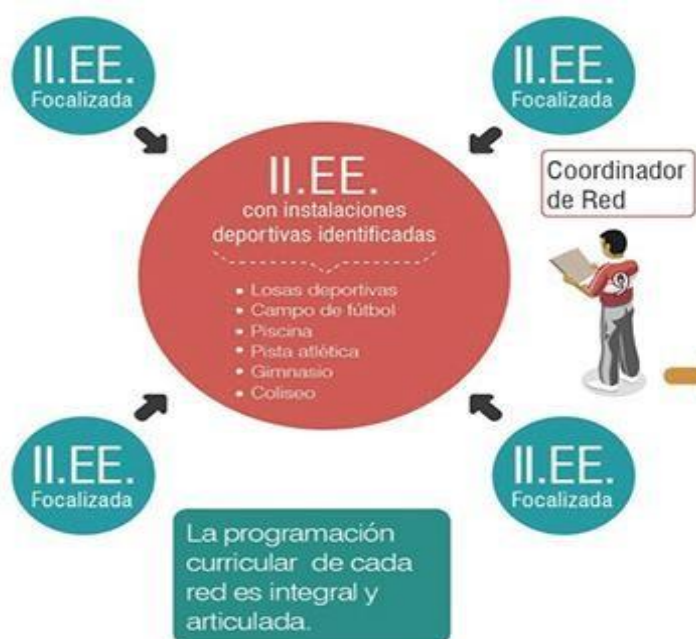 II.EE.
Focalizada
II.EE.
Focalizada
II.EE.
con instalaciones
deportivas identificadas
• Losas deportivas
• Campo de fútbol
• Piscina
• Pista atlética
• Gimnasio
• Coliseo
Coordinador
de Red
II.EE.
Focalizada
II.EE.
Focalizada
La programación
curricular de cada
red es integral y
articulada.